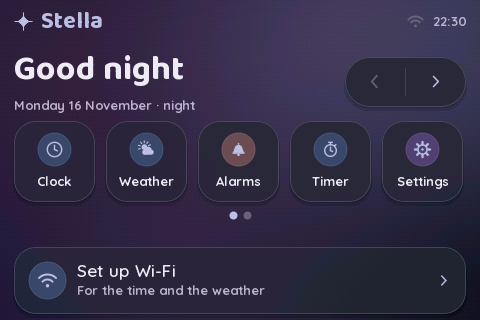 Stella
22:30
Good night
Monday 16 November · night
Clock
Weather
Alarms
Timer
Settings
Set up Wi-Fi
For the time and the weather